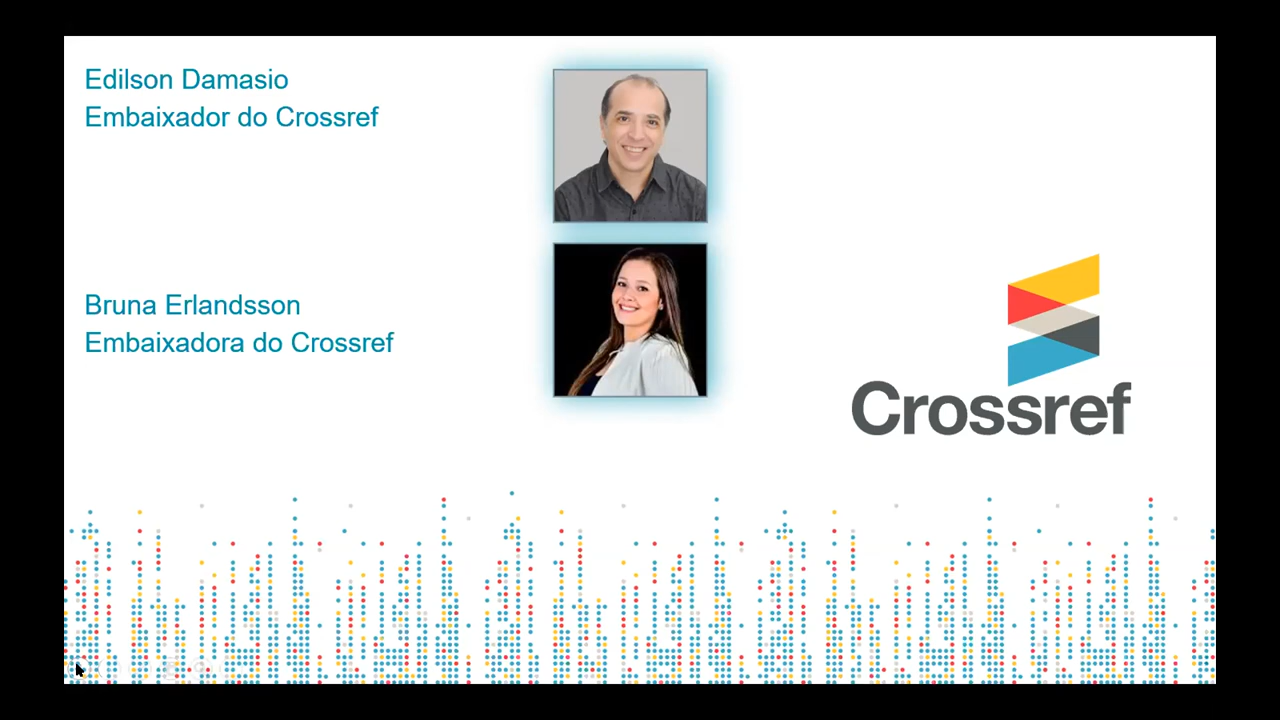 Edilson Damasio
Embaixador do Crossref
Bruna Erlandsson
Embaixadora do Crossref
Crossref